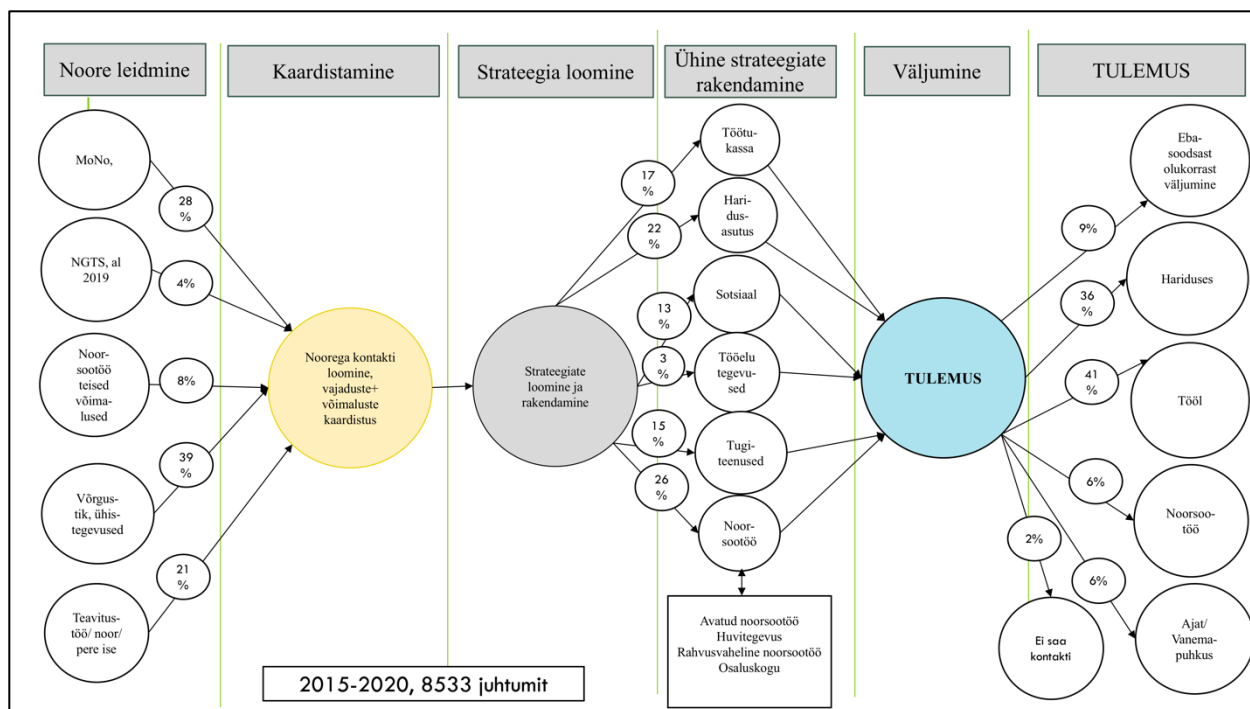 Noore leidmine
Kaardistamine
Strateegia loomine
Ühine strateegiate
rakendamine
Väljumine
TULEMUS
MoNo,
28
%
NGTS, al
2019
4%
Noor-
sootöö
teised
võima-
lused
8%
Võrgus-
tik, ühis-
tegevused
39
%
Teavitus-
töö/ noor/
pere ise
21
%
Noorega kontakti
loomine,
vajaduste+
võimaluste
kaardistus
Strateegiate
loomine ja
rakendamine
17
%
22
%
13
%
3
%
15
%
26
%
Töötu-
kassa
Hari-
dus-
asutus
Sotsiaal
Tööelu
tegevu-
sed
Tugi-
teenused
Noor-
sootöö
Avatud noorsootöö
Huvitegevus
Rahvusvaheline noorsootöö
Osaluskogu
TULEMUS
9%
36
%
41
%
6%
2%
6%
Eba-
soodsast
olukorrast
väljumine
Hariduses
Tööl
Noorsoo-
töö
Ajat/
Vanema-
puhkus
Ei saa
kontakti
2015-2020, 8533 juhtumit